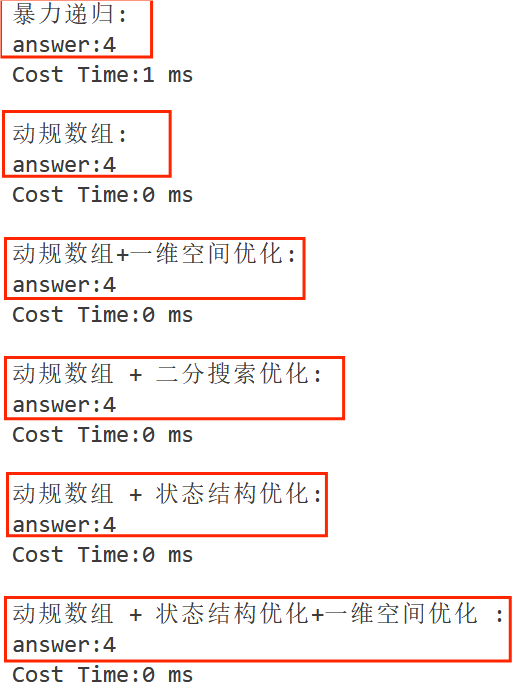 暴力递归:
answer:4
Cost Time:1 ms
动规数组:
answer:4
Cost Time:0 ms
动规数组+一维空间优化:
answer:4
Cost Time:0 ms
动规数组 + 二分搜索优化:
answer:4
Cost Time:0 ms
动规数组 + 状态结构优化:
answer:4
Cost Time:0 ms
动规数组 + 状态结构优化+一维空间优化 :
answer:4
Cost Time:0 ms